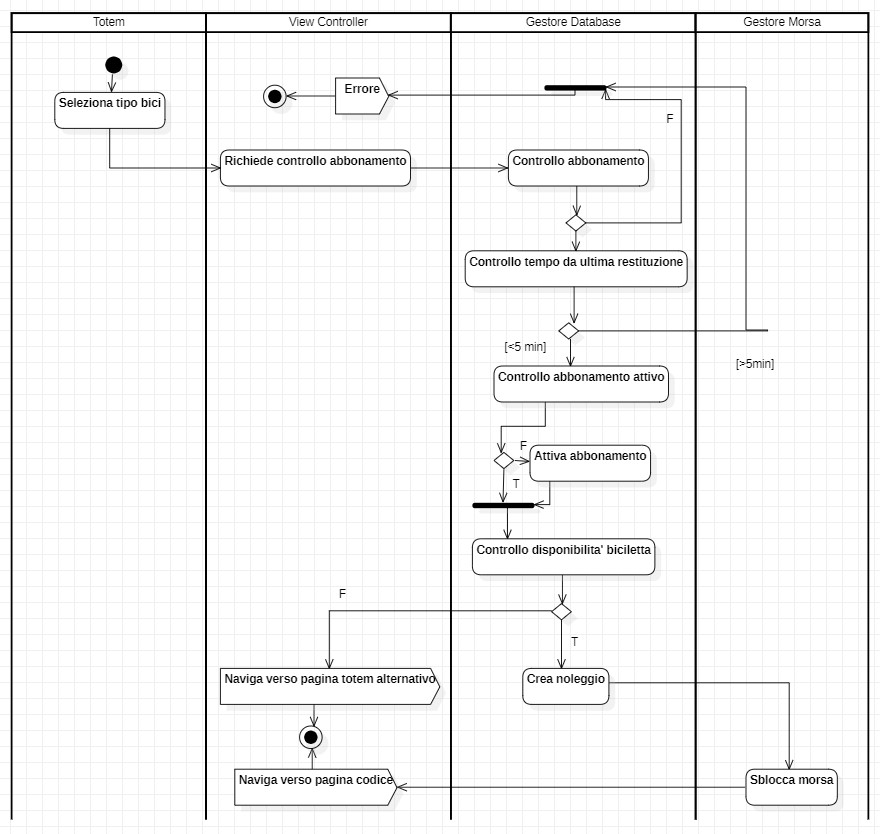 Totem
View Controller
Gestore Database
Gestore Morsa
Seleziona tipo bici
Errore
F
Richiede controllo abbonamento
Controllo abbonamento
Controllo tempo da ultima restituzione
[<5 min]
[>5min]
Controllo abbonamento attivo
F
Attiva abbonamento
T
Controllo disponibilita' biciletta
F
T
Naviga verso pagina totem alternativo
Crea noleggio
Naviga verso pagina codice
Sblocca morsa